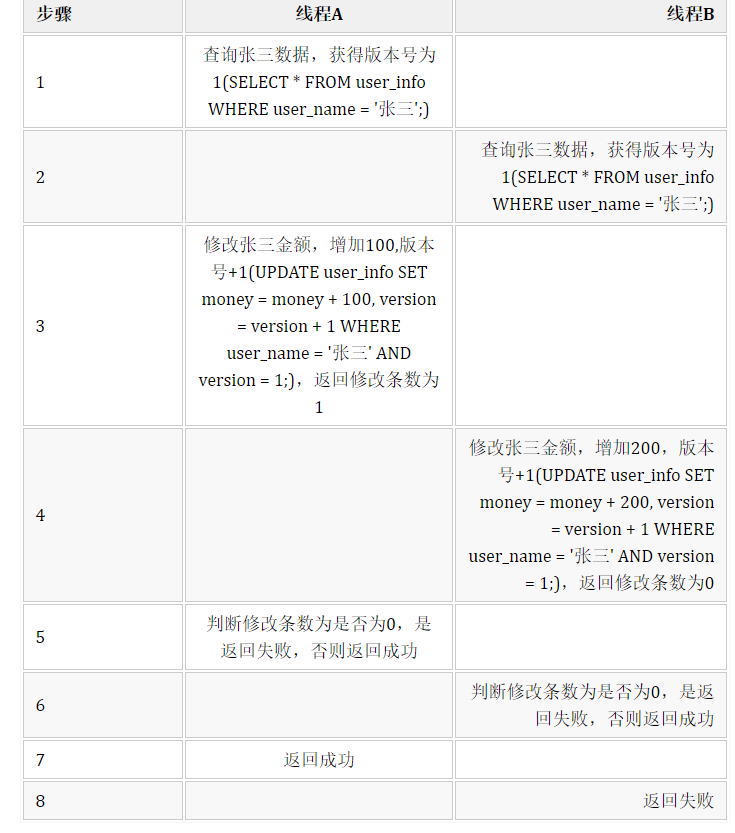 步骤 线程A 线程B
1
查询张三数据，获得版本号为
1(SELECT * FROM user_info
WHERE user_name = '张三';)
2
查询张三数据，获得版本号为
1(SELECT * FROM user_info
WHERE user_name = '张三';)
3
修改张三金额，增加100,版本
号+1(UPDATE user_info SET
money = money + 100, version
= version + 1 WHERE
user_name = '张三' AND
version = 1;)，返回修改条数为
1
4
修改张三金额，增加200，版本
号+1(UPDATE user_info SET
money = money + 200, version
= version + 1 WHERE
user_name = '张三' AND version
= 1;)，返回修改条数为0
5
判断修改条数为是否为0，是
返回失败，否则返回成功
6
判断修改条数为是否为0，是返
回失败，否则返回成功
7
返回成功
8
返回失败